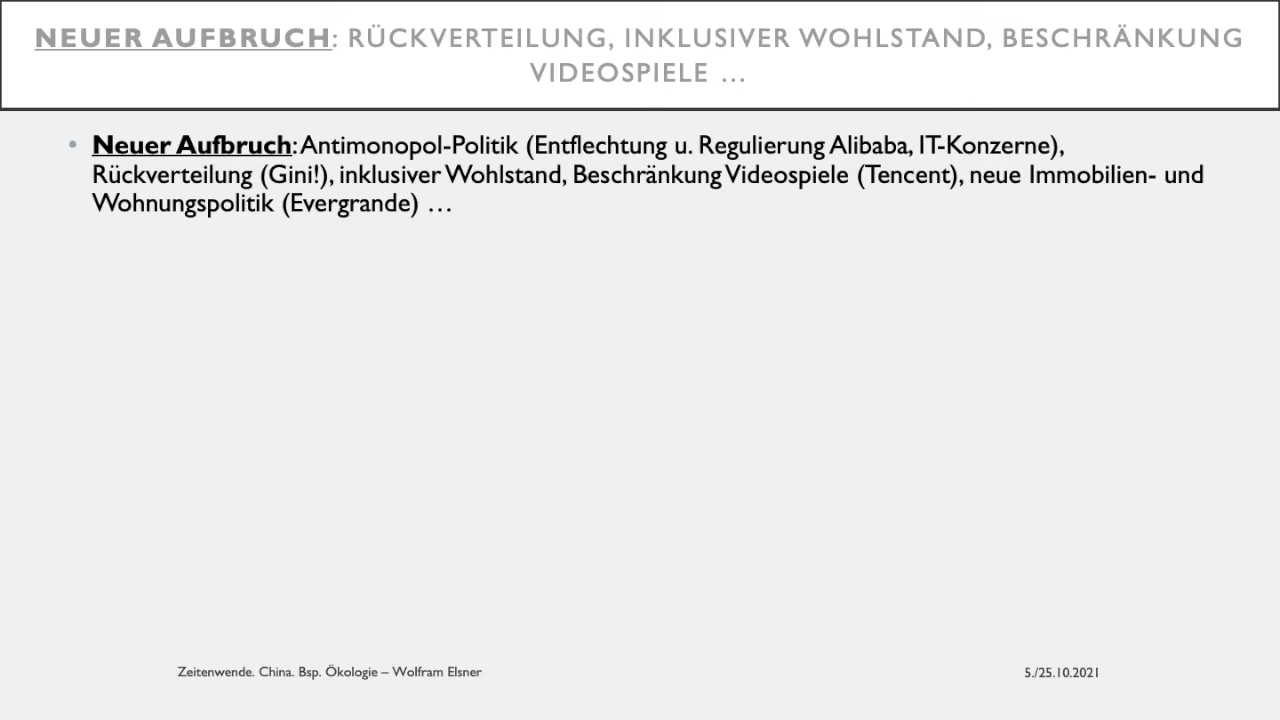 NEUER AUFBRUCH: RÜCKVERTEILUNG, INKLUSIVER WOHLSTAND, BESCHRÄNKUNG
VIDEOSPIELE …
• Neuer Aufbruch: Antimonopol-Politik (Entflechtung u. Regulierung Alibaba, IT-Konzerne),
Rückverteilung (Gini!), inklusiver Wohlstand, Beschränkung Videospiele (Tencent), neue Immobilien- und
Wohnungspolitik (Evergrande) …
Zeitenwende. China. Bsp. Ökologie – Wolfram Elsner
5./25.10.2021